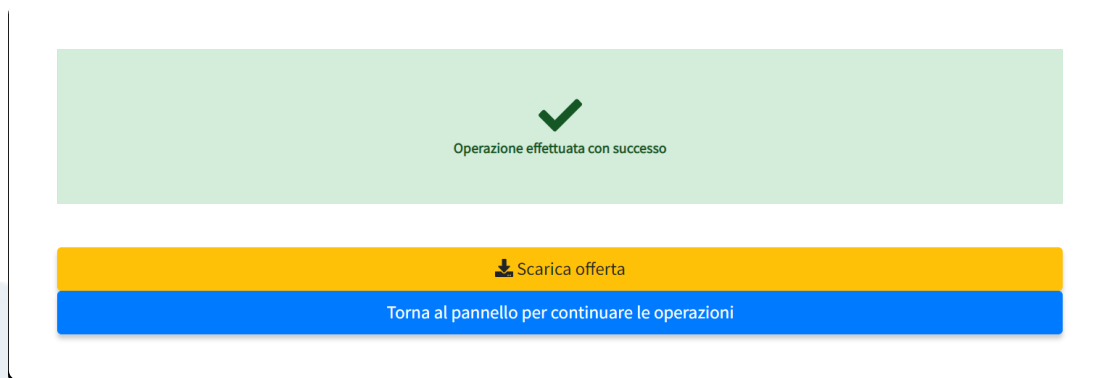 Operazione effettuata con successo
Scarica offerta
Torna al pannello per continuare le operazioni